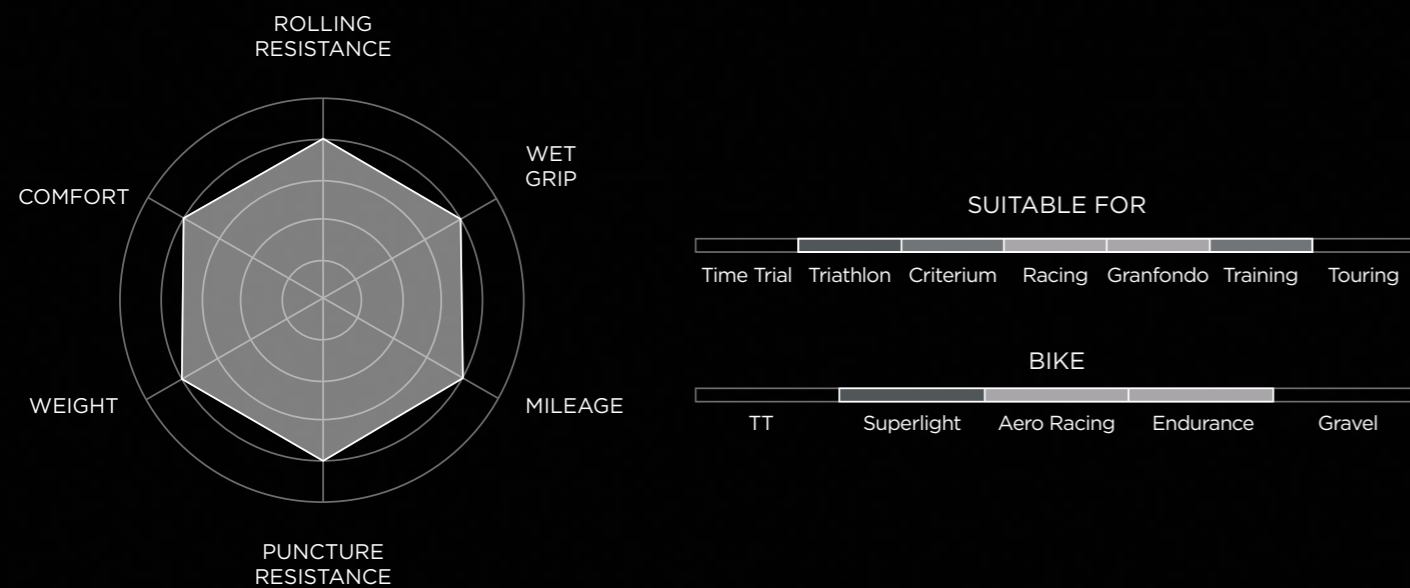 ROLLING
RESISTANCE
WET
GRIP
COMFORT
WEIGHT
MILEAGE
PUNCTURE
RESISTANCE
SUITABLE FOR
Time Trial Triathlon Criterium Racing Granfondo Training Touring
BIKE
TT Superlight Aero Racing Endurance Gravel